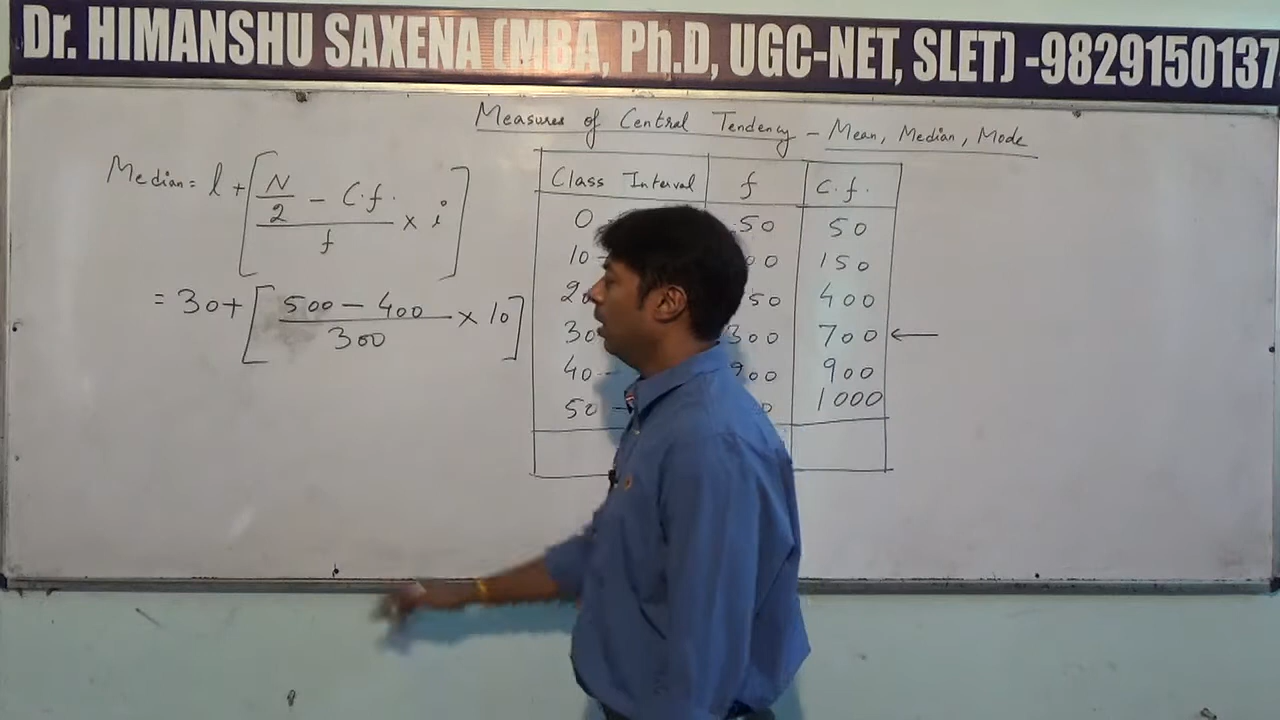 Dr. HIMANSHU SAXENA (MBA, Ph.D, UGC-NET, SLET) -9829150137
Measures of Central Tendency - Mean, Median, Mode
Median = l + [ N/2 - C.f. / f × i ]
= 30 + [ 500 - 400 / 300 × 10 ]
Class Interval f C.f.
0 - 50 50
10 - 00 150
20 50 400
30 300 700 ←
40 - 900 900
50 - 0 1000